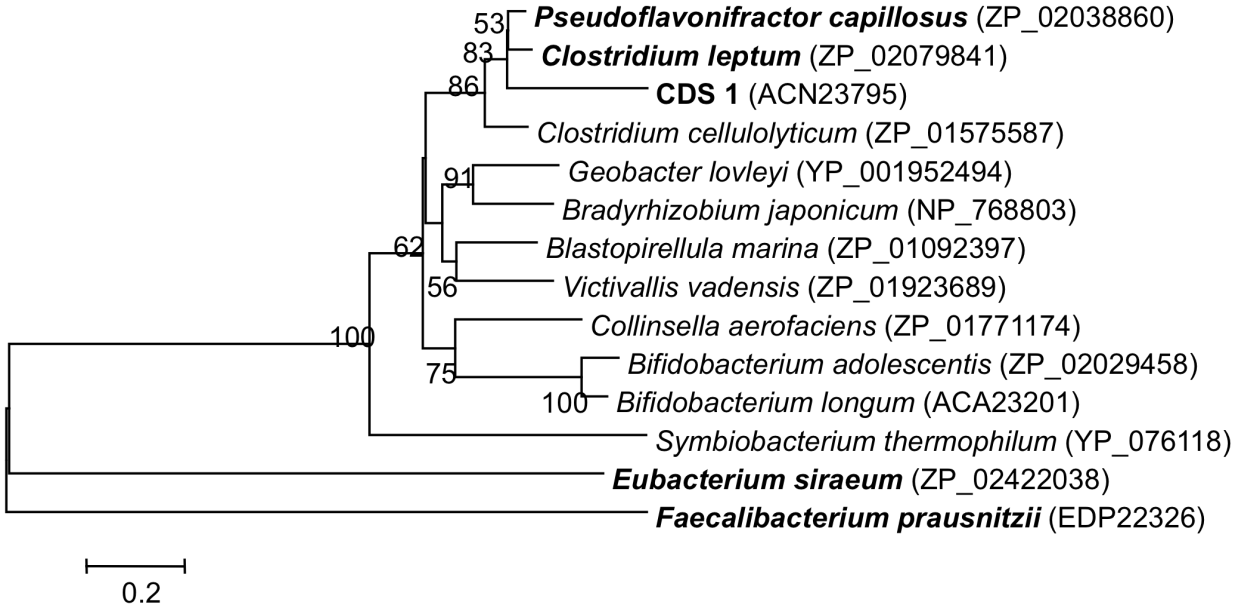 53
Pseudoflavonifractor capillosus (ZP_02038860)
83
Clostridium leptum (ZP_02079841)
86
CDS 1 (ACN23795)
Clostridium cellulolyticum (ZP_01575587)
91
Geobacter lovleyi (YP_001952494)
Bradyrhizobium japonicum (NP_768803)
62
Blastopirellula marina (ZP_01092397)
56
Victivallis vadensis (ZP_01923689)
Collinsella aerofaciens (ZP_01771174)
100
75
Bifidobacterium adolescentis (ZP_02029458)
100
Bifidobacterium longum (ACA23201)
Symbiobacterium thermophilum (YP_076118)
Eubacterium siraeum (ZP_02422038)
Faecalibacterium prausnitzii (EDP22326)
0.2